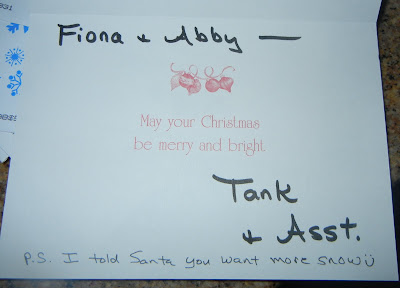 Fiona & Abby —
May your Christmas
be merry and bright.
Tank
& Asst.
P.S. I told Santa you want more snow ü